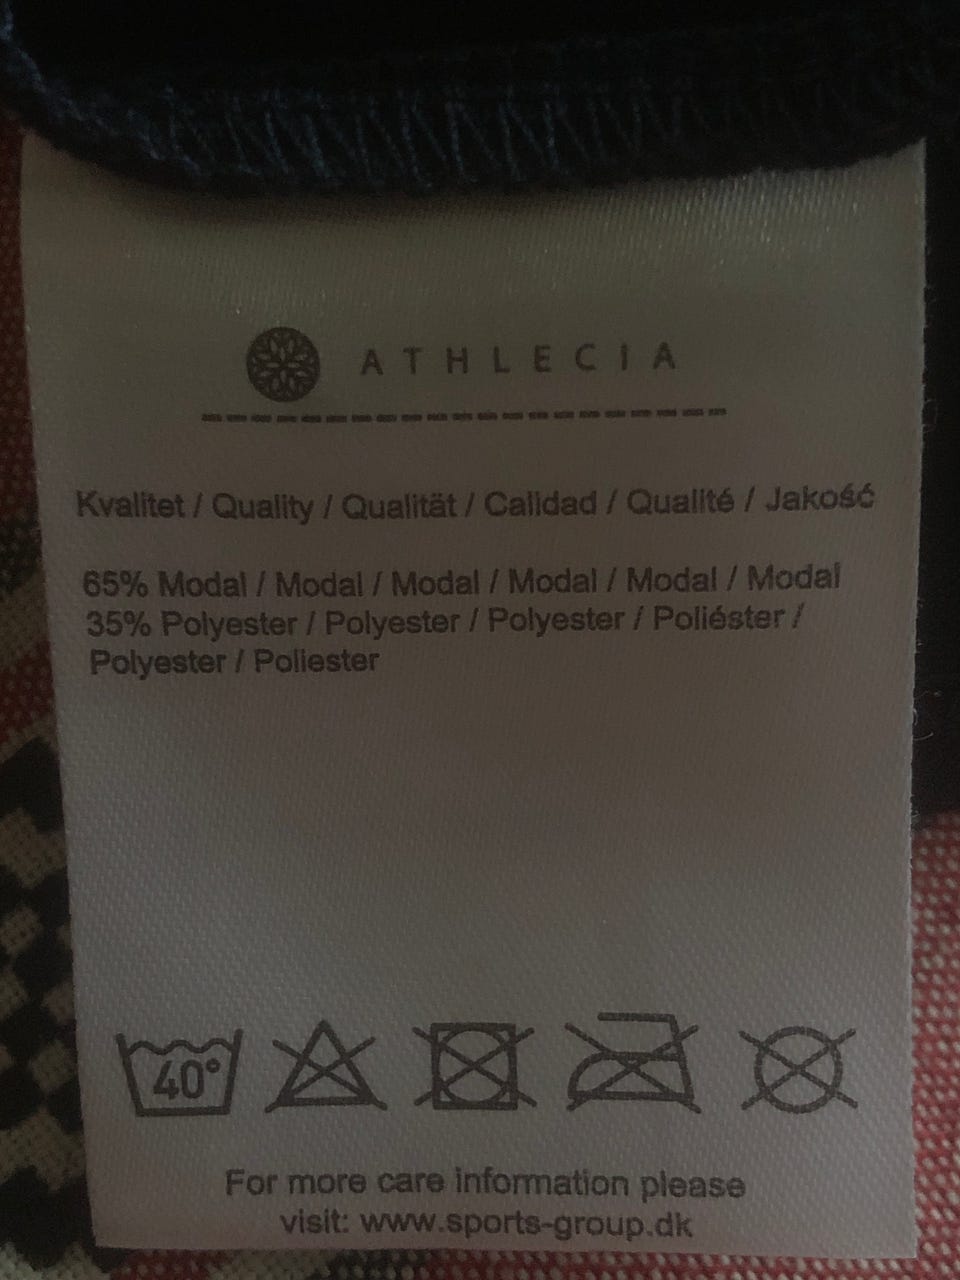 ATHLECIA
Kvalitet / Quality / Qualität / Calidad / Qualité / Jakość
65% Modal / Modal / Modal / Modal / Modal / Modal
35% Polyester / Polyester / Polyester / Poliéster /
Polyester / Poliester
40°
For more care information please
visit: www.sports-group.dk